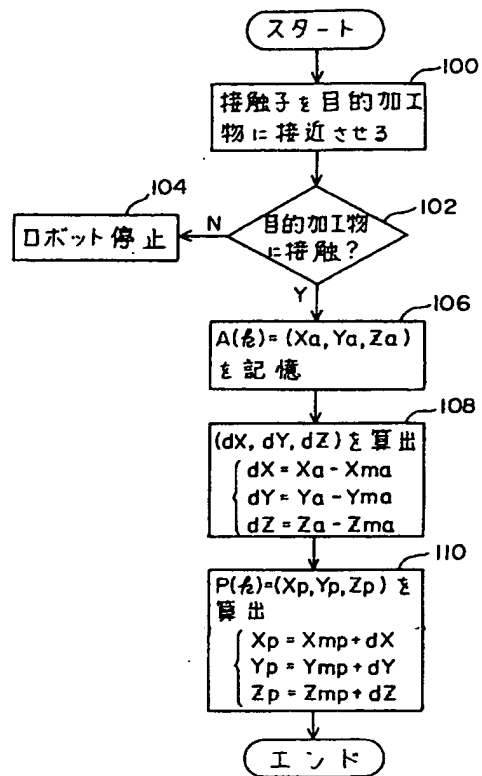 スタート
100
接触子を目的加工
物に接近させる
104
ロボット停止
N
102
目的加工物
に接触?
Y
106
A(k)=(Xa, Ya, Za)
を記憶
108
(dX, dY, dZ)を算出
dX = Xa - Xma
dY = Ya - Yma
dZ = Za - Zma
110
P(k)=(Xp, Yp, Zp)を
算出
Xp = Xmp + dX
Yp = Ymp + dY
Zp = Zmp + dZ
エンド